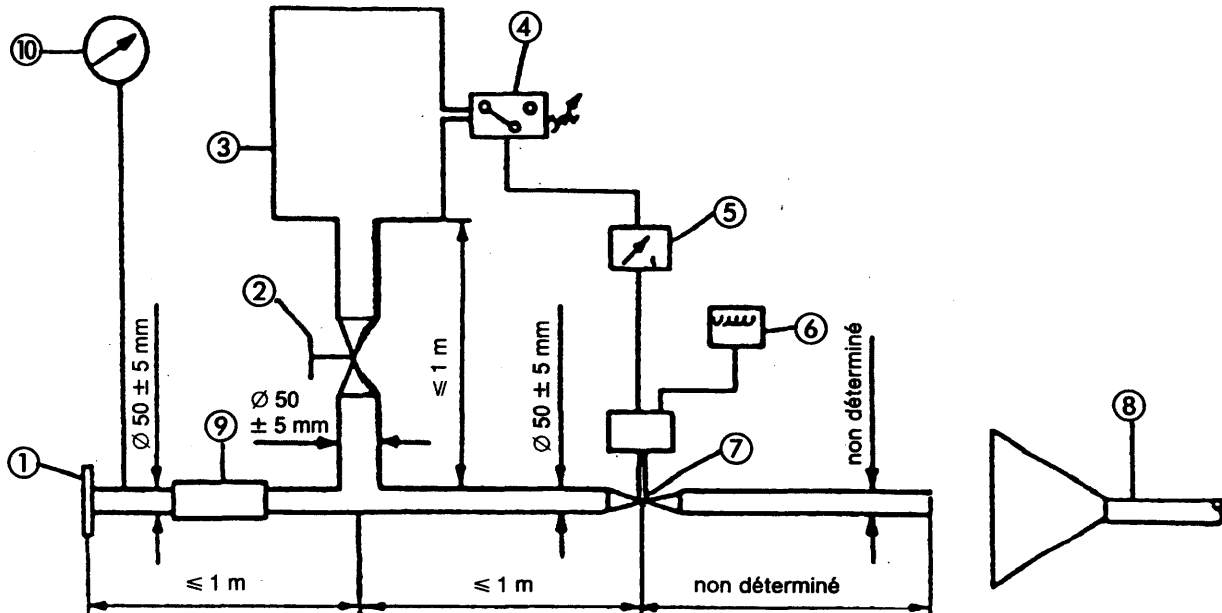 ⑩
④
③
⑤
②
⑥
Ø 50 ± 5 mm
Ø 50
± 5 mm
≤ 1 m
Ø 50 ± 5 mm
non déterminé
⑧
⑨
①
⑦
≤ 1 m
≤ 1 m
non déterminé